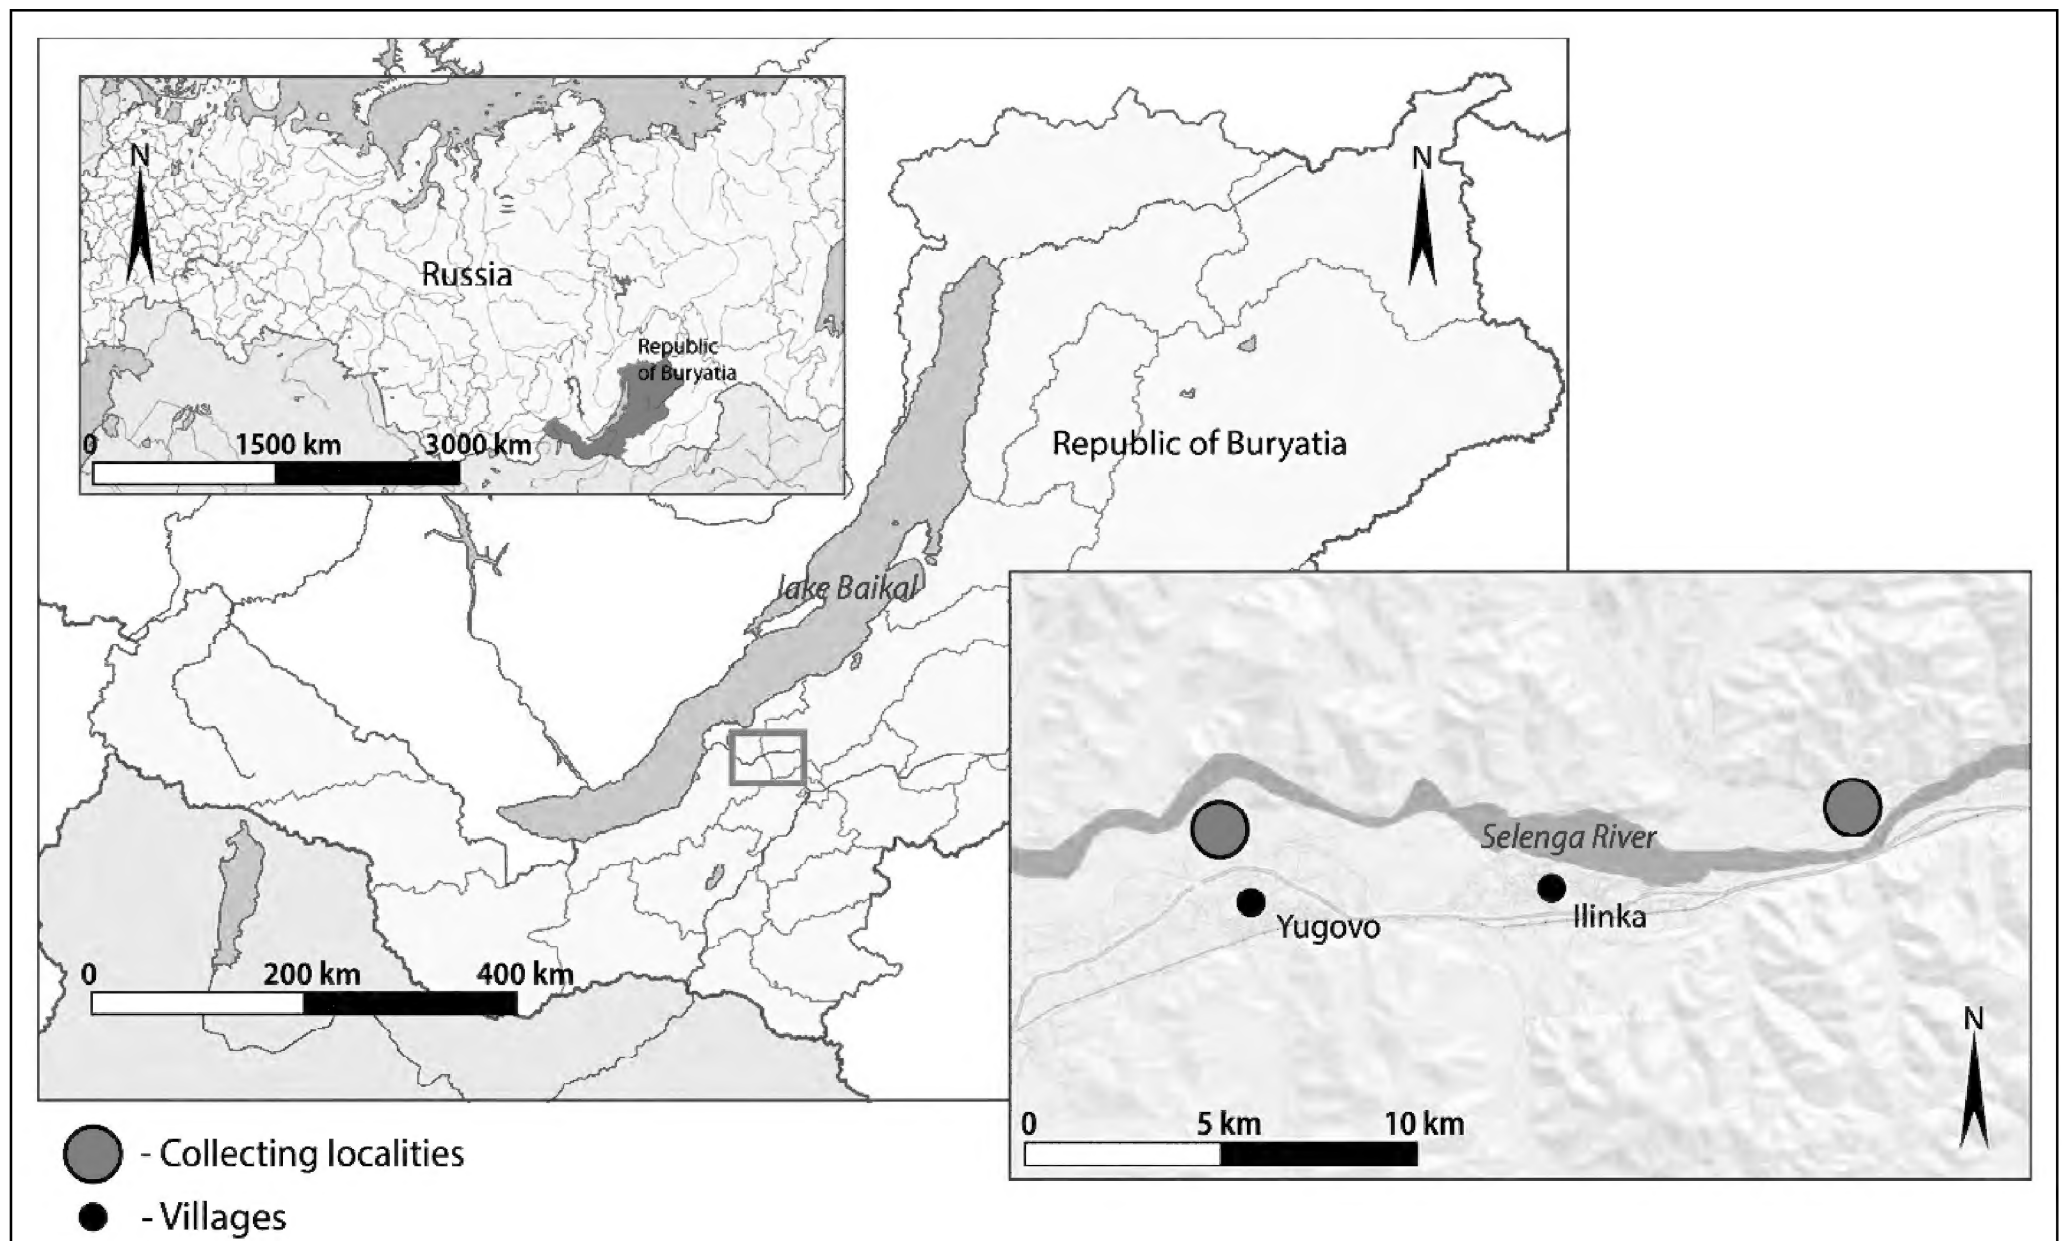 N
Russia
Republic
of Buryatia
0 1500 km 3000 km
N
Republic of Buryatia
lake Baikal
0 200 km 400 km
Selenga River
Yugovo
Ilinka
N
0 5 km 10 km
- Collecting localities
- Villages